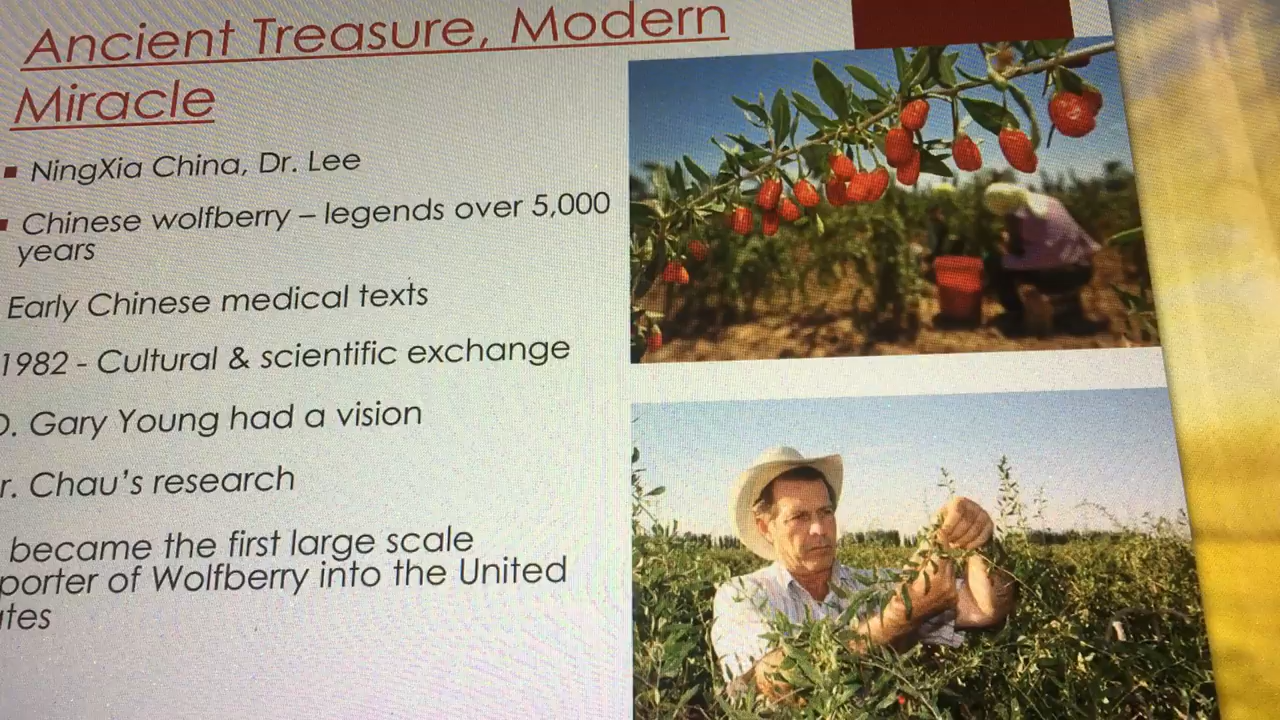 Ancient Treasure, Modern
Miracle
NingXia China, Dr. Lee
Chinese wolfberry – legends over 5,000
years
Early Chinese medical texts
1982 - Cultural & scientific exchange
D. Gary Young had a vision
r. Chau's research
became the first large scale
porter of Wolfberry into the United
ates